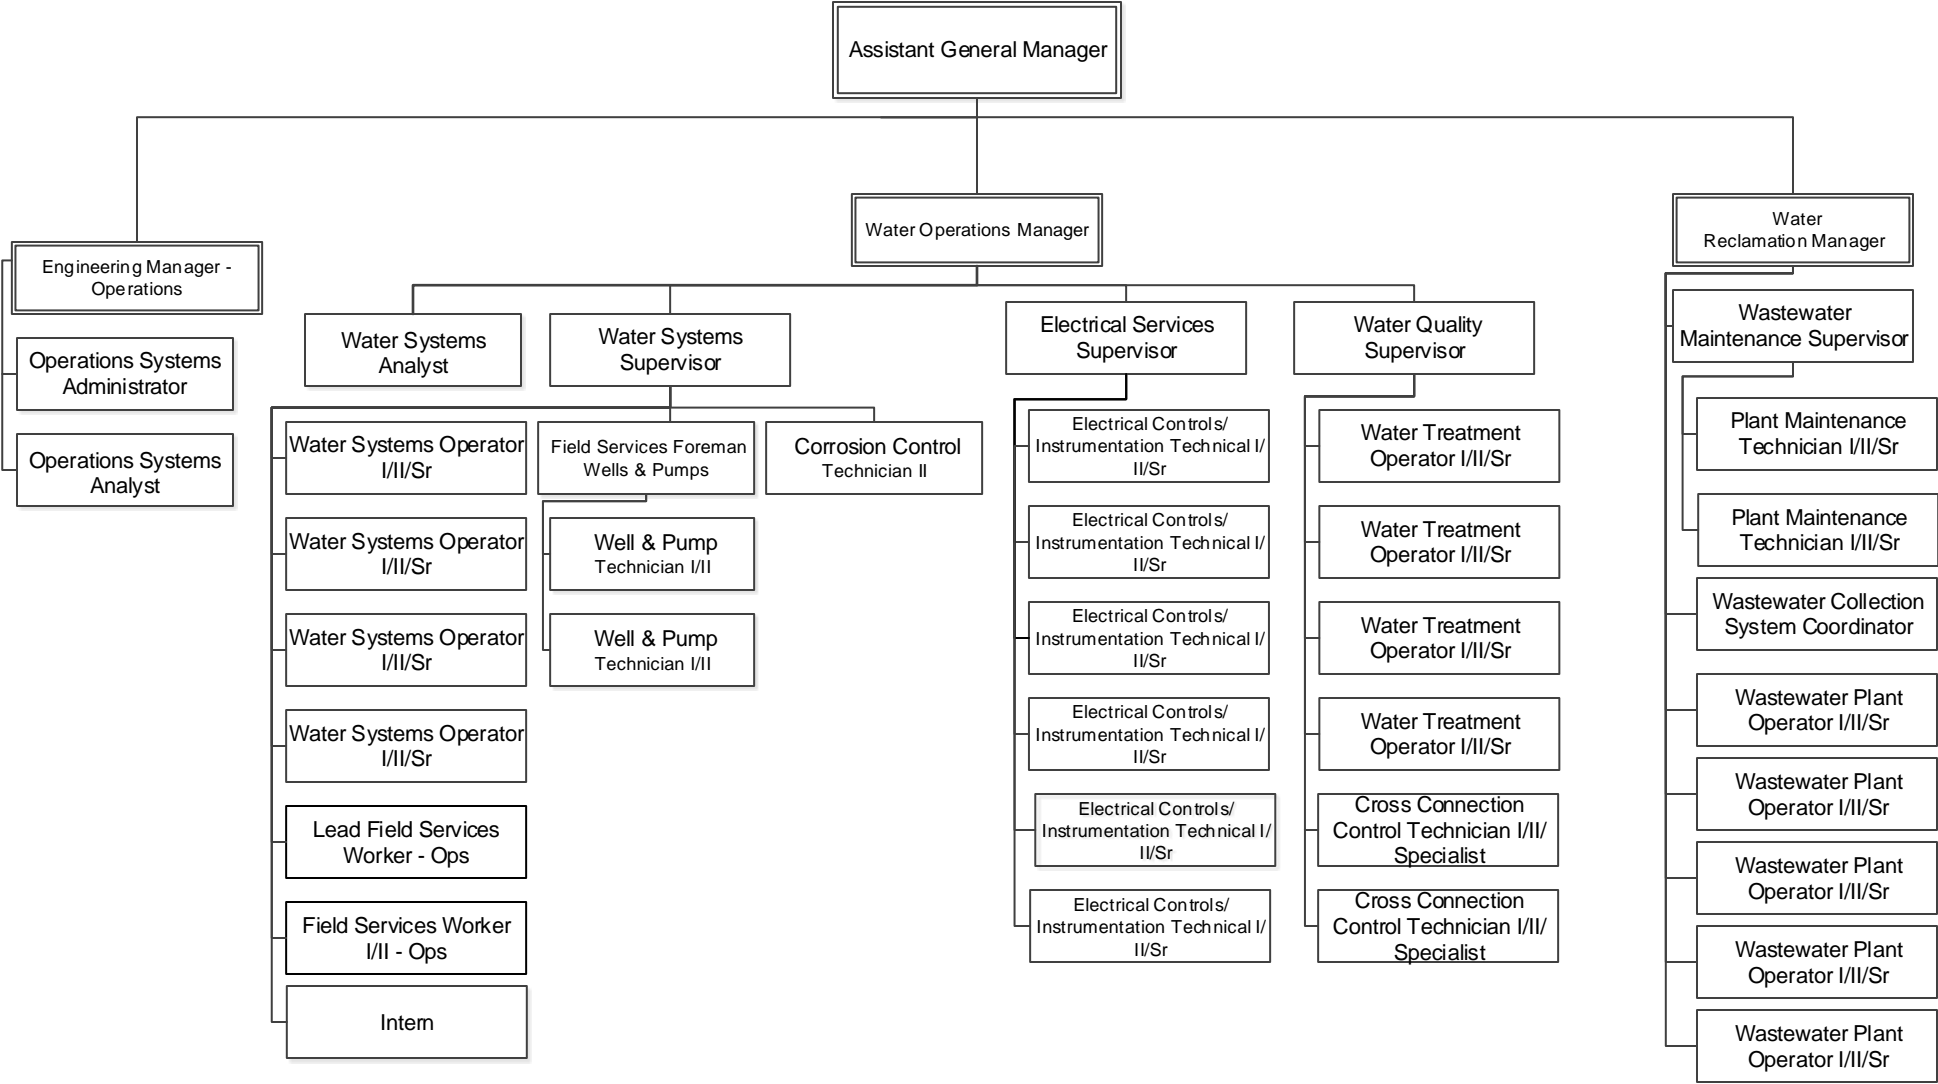 Assistant General Manager
Water Operations Manager
Water
Reclamation Manager
Engineering Manager -
Operations
Operations Systems
Administrator
Operations Systems
Analyst
Water Systems
Analyst
Water Systems
Supervisor
Electrical Services
Supervisor
Water Quality
Supervisor
Wastewater
Maintenance Supervisor
Water Systems Operator
I/II/Sr
Water Systems Operator
I/II/Sr
Water Systems Operator
I/II/Sr
Water Systems Operator
I/II/Sr
Lead Field Services
Worker - Ops
Field Services Worker
I/II - Ops
Intern
Field Services Foreman
Wells & Pumps
Well & Pump
Technician I/II
Well & Pump
Technician I/II
Corrosion Control
Technician II
Electrical Controls/
Instrumentation Technical I/
II/Sr
Electrical Controls/
Instrumentation Technical I/
II/Sr
Electrical Controls/
Instrumentation Technical I/
II/Sr
Electrical Controls/
Instrumentation Technical I/
II/Sr
Electrical Controls/
Instrumentation Technical I/
II/Sr
Electrical Controls/
Instrumentation Technical I/
II/Sr
Water Treatment
Operator I/II/Sr
Water Treatment
Operator I/II/Sr
Water Treatment
Operator I/II/Sr
Water Treatment
Operator I/II/Sr
Cross Connection
Control Technician I/II/
Specialist
Cross Connection
Control Technician I/II/
Specialist
Plant Maintenance
Technician I/II/Sr
Plant Maintenance
Technician I/II/Sr
Wastewater Collection
System Coordinator
Wastewater Plant
Operator I/II/Sr
Wastewater Plant
Operator I/II/Sr
Wastewater Plant
Operator I/II/Sr
Wastewater Plant
Operator I/II/Sr
Wastewater Plant
Operator I/II/Sr